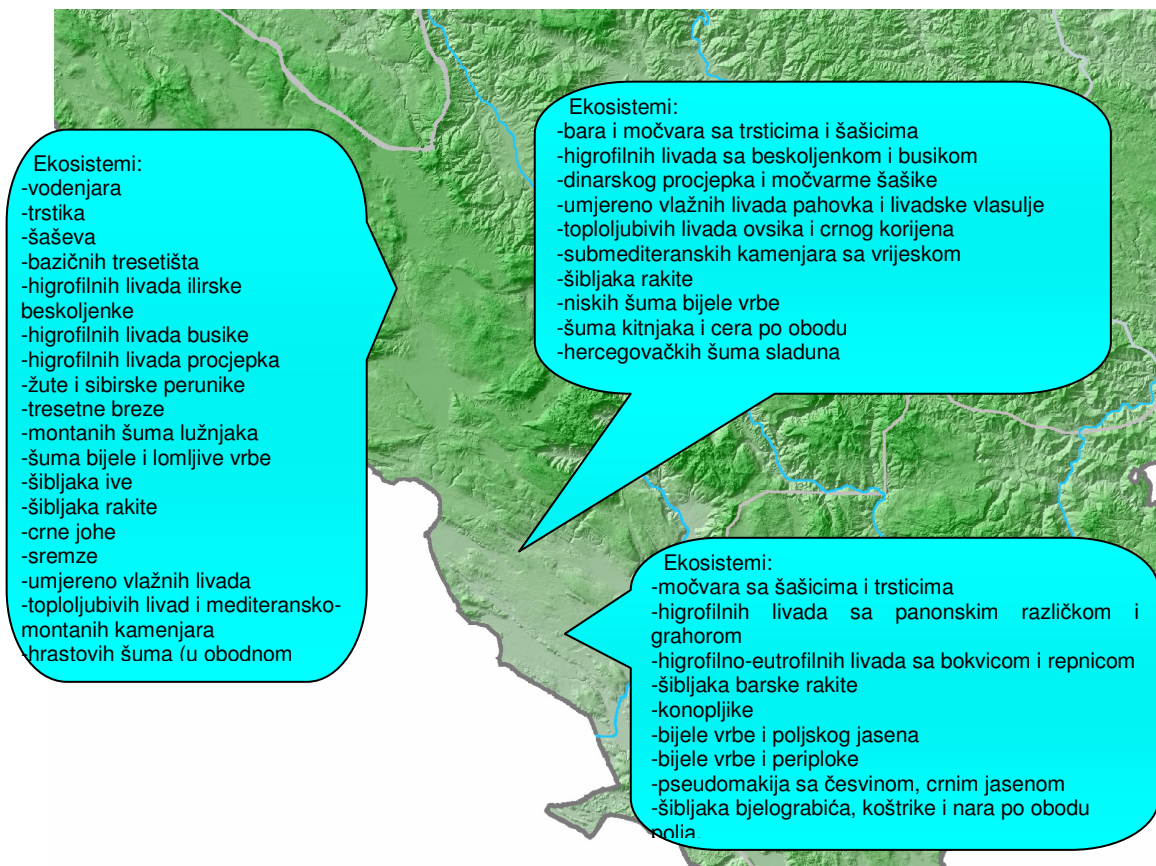 Ekosistemi:
-vodenjara
-trstika
-šaševa
-bazičnih tresetišta
-higrofilnih livada ilirske
beskoljenke
-higrofilnih livada busike
-higrofilnih livada procjepka
-žute i sibirske perunike
-tresetne breze
-montanih šuma lužnjaka
-šuma bijele i lomljive vrbe
-šibljaka ive
-šibljaka rakite
-crne johe
-sremze
-umjereno vlažnih livada
-toploljubivih livad i mediteransko-
montanih kamenjara
-hrastovih šuma (u obodnom
Ekosistemi:
-bara i močvara sa trsticima i šašicima
-higrofilnih livada sa beskoljenkom i busikom
-dinarskog procjepka i močvarme šašike
-umjereno vlažnih livada pahovka i livadske vlasulje
-toploljubivih livada ovsika i crnog korijena
-submediteranskih kamenjara sa vrijeskom
-šibljaka rakite
-niskih šuma bijele vrbe
-šuma kitnjaka i cera po obodu
-hercegovačkih šuma sladuna
Ekosistemi:
-močvara sa šašicima i trsticima
-higrofilnih livada sa panonskim različkom i
grahorom
-higrofilno-eutrofilnih livada sa bokvicom i repnicom
-šibljaka barske rakite
-konopljike
-bijele vrbe i poljskog jasena
-bijele vrbe i periploke
-pseudomakija sa česvinom, crnim jasenom
-šibljaka bjelograbića, koštrike i nara po obodu
polja.